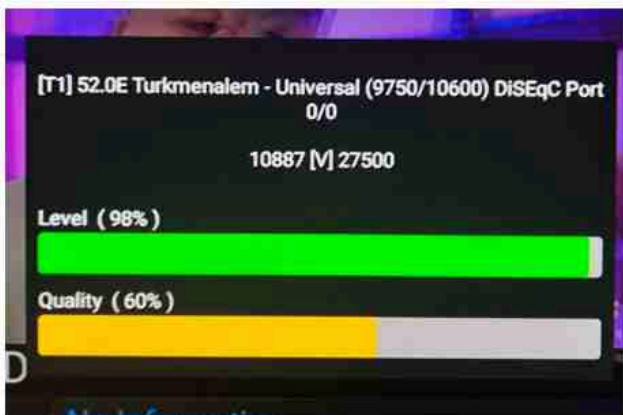 [T1] 52.0E Turkmenalem - Universal (9750/10600) DiSEqC Port
0/0
10887 [V] 27500
Level ( 98% )
Quality ( 60% )
D